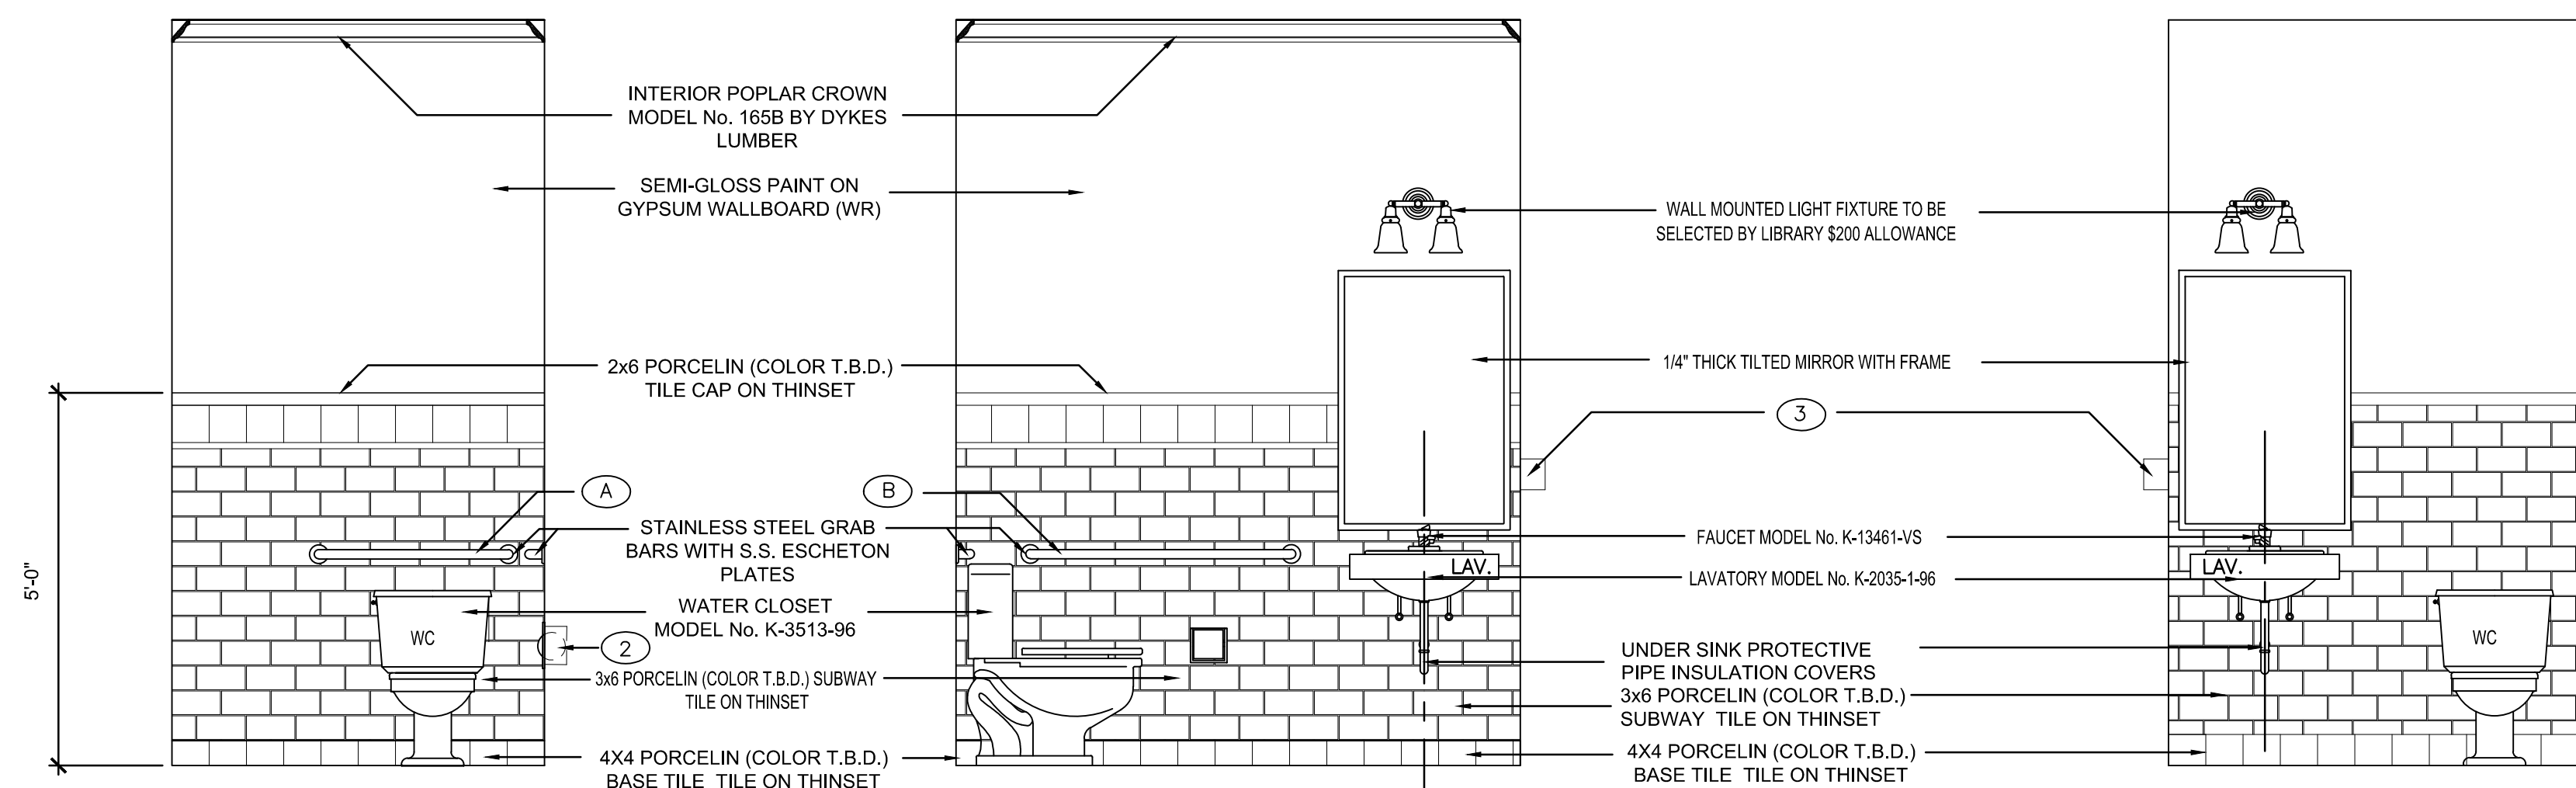 INTERIOR POPLAR CROWN
MODEL No. 165B BY DYKES
LUMBER
SEMI-GLOSS PAINT ON
GYPSUM WALLBOARD (WR)
WALL MOUNTED LIGHT FIXTURE TO BE
SELECTED BY LIBRARY $200 ALLOWANCE
2x6 PORCELIN (COLOR T.B.D.)
TILE CAP ON THINSET
1/4" THICK TILTED MIRROR WITH FRAME
3
5'-0"
A
B
STAINLESS STEEL GRAB
BARS WITH S.S. ESCHETON
PLATES
FAUCET MODEL No. K-13461-VS
LAV.
LAV.
LAVATORY MODEL No. K-2035-1-96
WATER CLOSET
MODEL No. K-3513-96
WC
WC
2
3x6 PORCELIN (COLOR T.B.D.) SUBWAY
TILE ON THINSET
UNDER SINK PROTECTIVE
PIPE INSULATION COVERS
3x6 PORCELIN (COLOR T.B.D.)
SUBWAY TILE ON THINSET
4X4 PORCELIN (COLOR T.B.D.)
BASE TILE TILE ON THINSET
4X4 PORCELIN (COLOR T.B.D.)
BASE TILE TILE ON THINSET